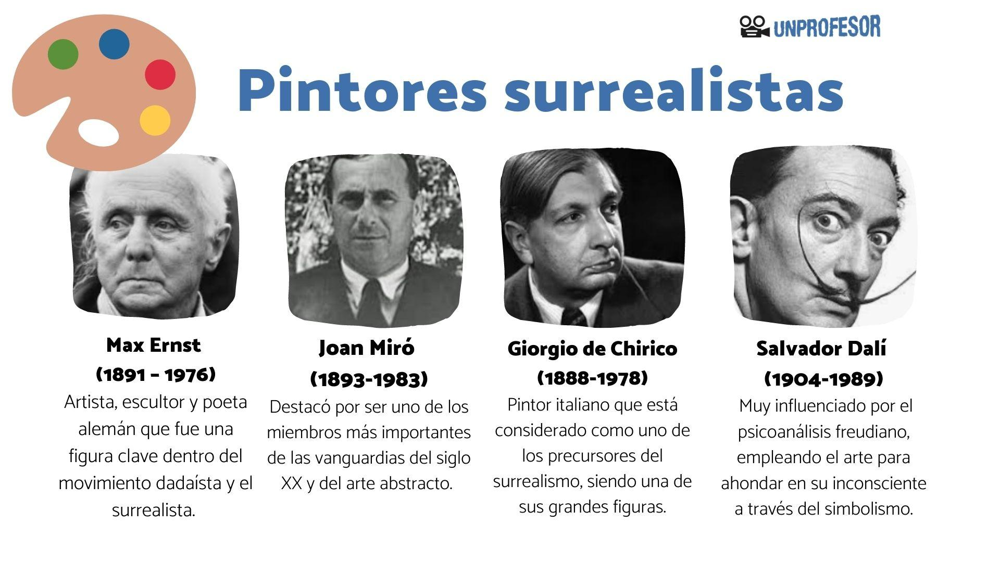 UNPROFESOR
Pintores surrealistas
Max Ernst
(1891 – 1976)
Artista, escultor y poeta
alemán que fue una
figura clave dentro del
movimiento dadaísta y el
surrealista.
Joan Miró
(1893-1983)
Destacó por ser uno de los
miembros más importantes
de las vanguardias del siglo
XX y del arte abstracto.
Giorgio de Chirico
(1888-1978)
Pintor italiano que está
considerado como uno de
los precursores del
surrealismo, siendo una de
sus grandes figuras.
Salvador Dalí
(1904-1989)
Muy influenciado por el
psicoanálisis freudiano,
empleando el arte para
ahondar en su inconsciente
a través del simbolismo.